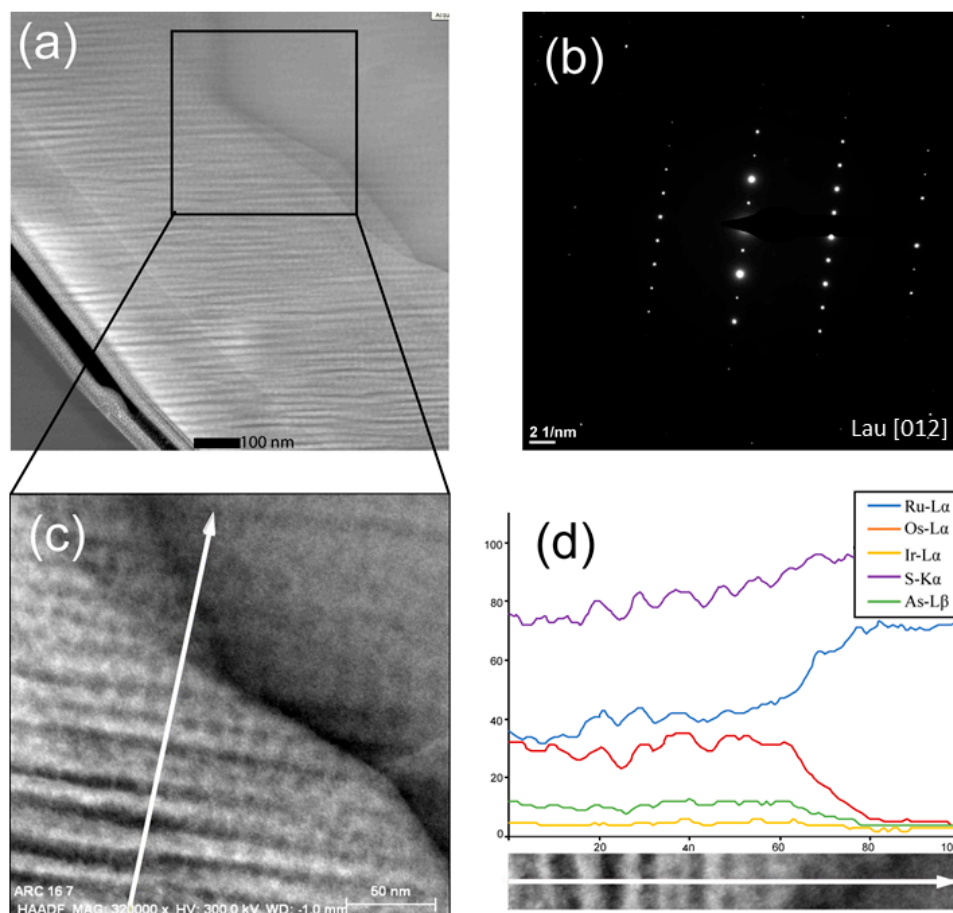 Acqu
(a)
100 nm
(b)
2 1/nm
Lau [012]
(c)
ARC 16 7
50 nm
HAADF MAG: 320000 x HV: 300.0 kV WD: -1.0 mm
(d)
Ru-Lα
Os-Lα
Ir-Lα
S-Kα
As-Lβ
100
80
60
40
20
0
20
40
60
80
100